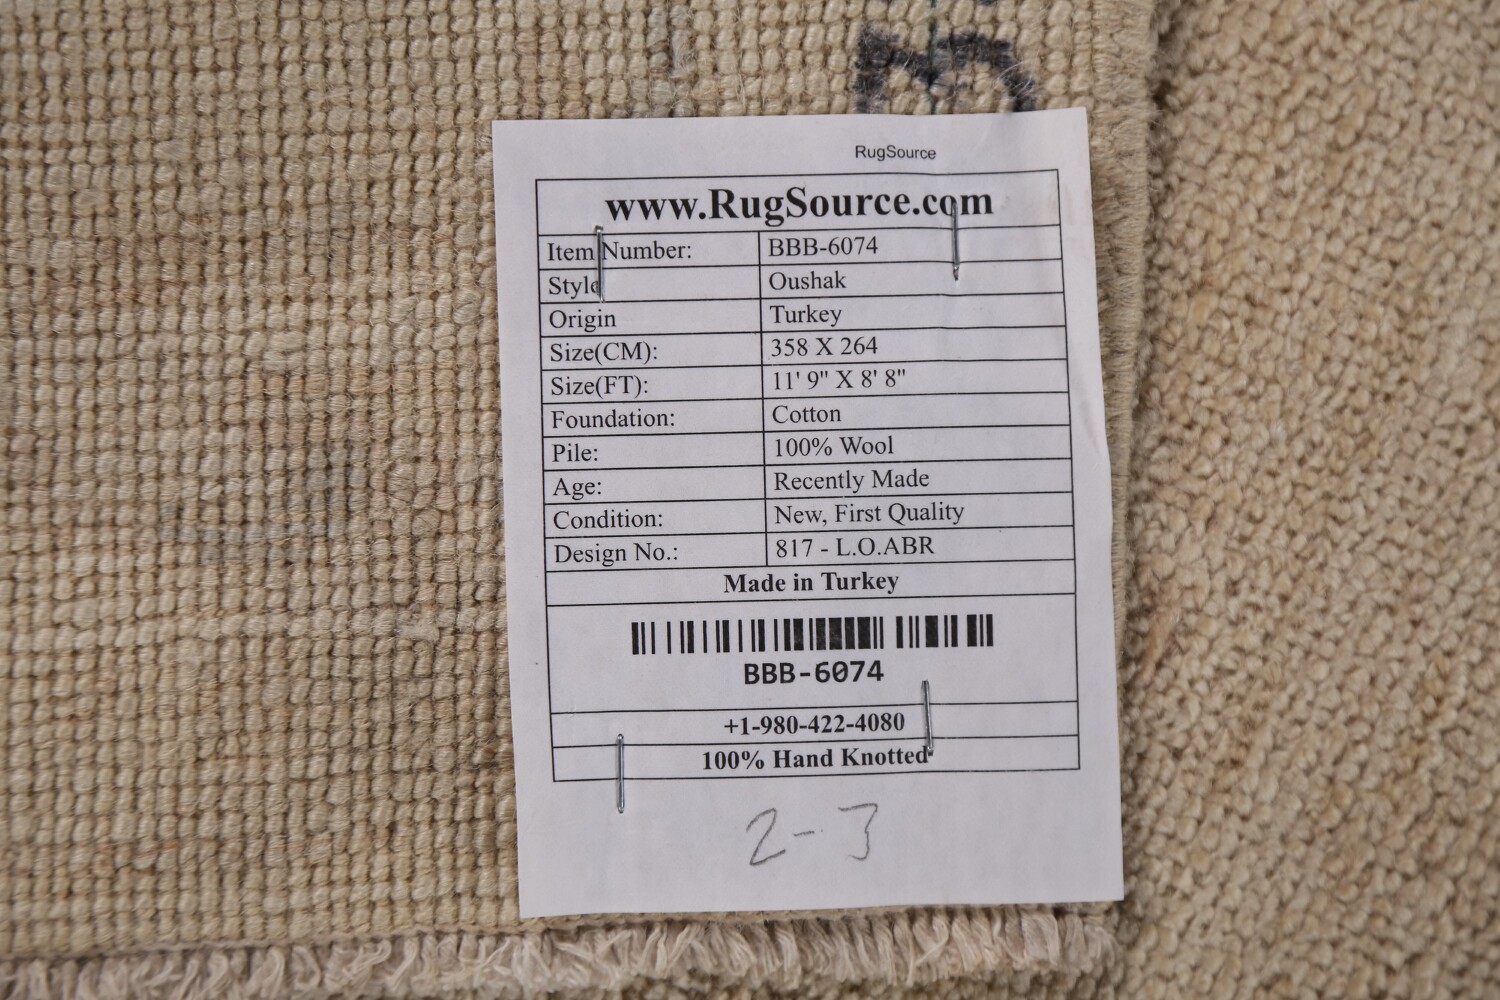 RugSource
www.RugSource.com
Item Number: BBB-6074
Style Oushak
Origin Turkey
Size(CM): 358 X 264
Size(FT): 11' 9" X 8' 8"
Foundation: Cotton
Pile: 100% Wool
Age: Recently Made
Condition: New, First Quality
Design No.: 817 - L.O.ABR
Made in Turkey
BBB-6074
+1-980-422-4080
100% Hand Knotted
2-3